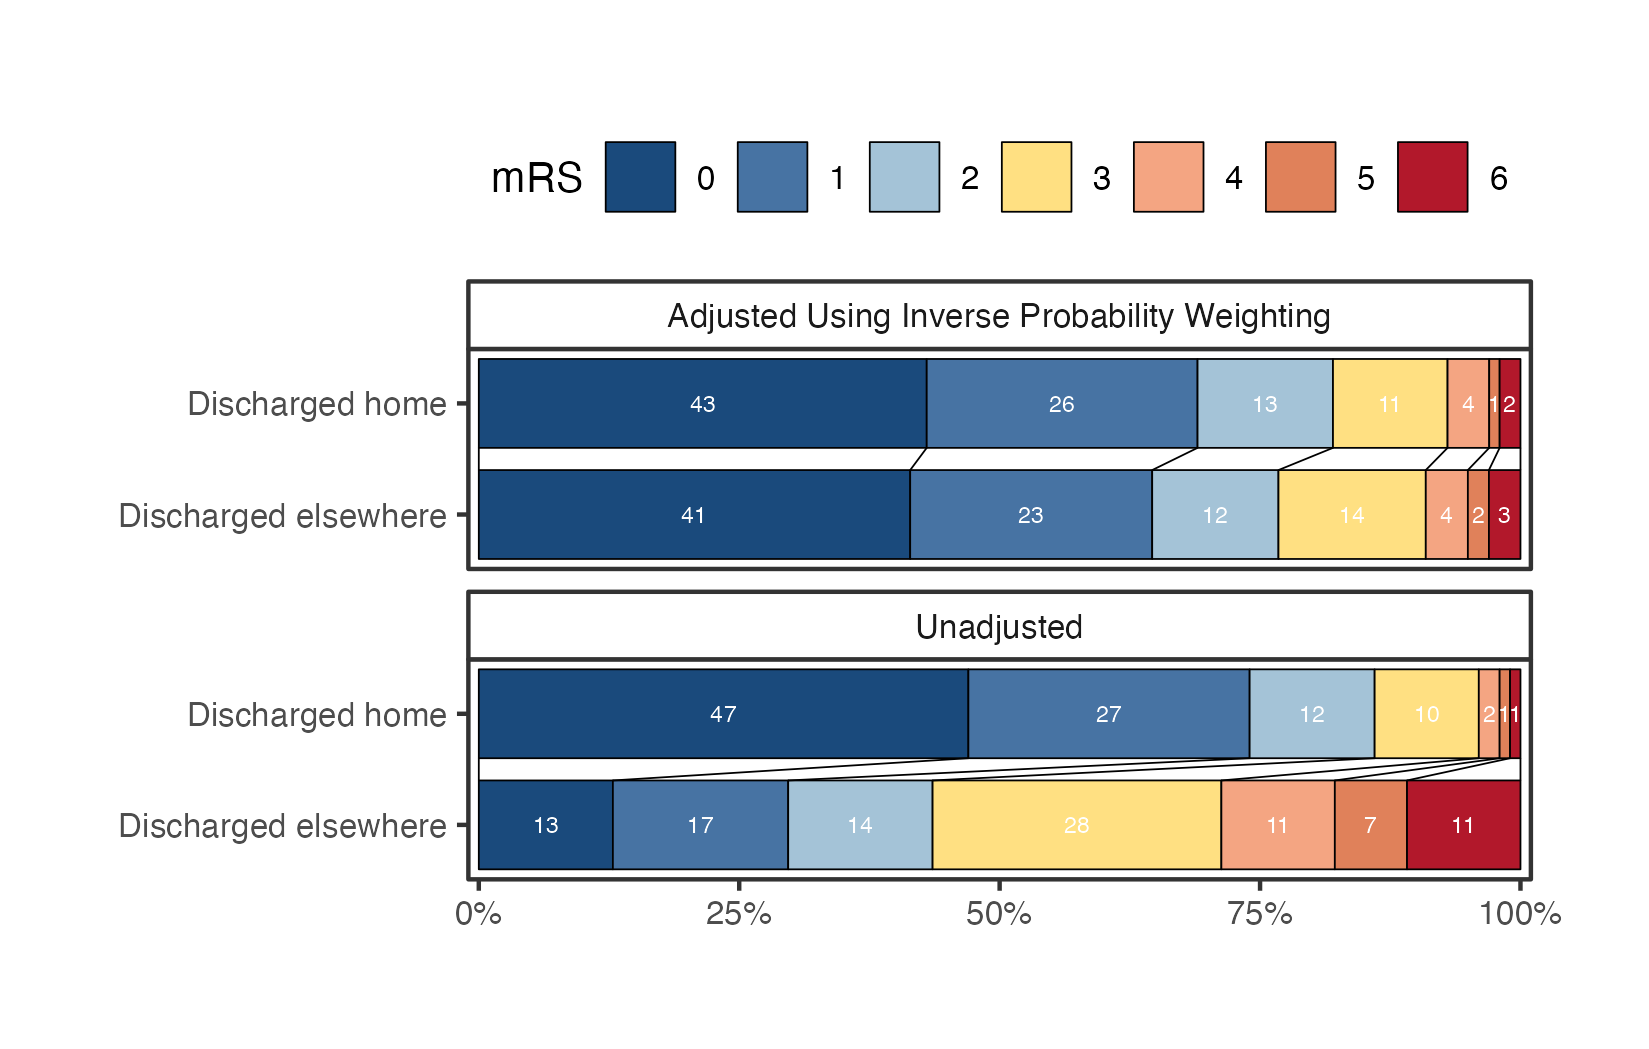 mRS 0 1 2 3 4 5 6
Adjusted Using Inverse Probability Weighting
Discharged home 43 26 13 11 4 1 2
Discharged elsewhere 41 23 12 14 4 2 3
Unadjusted
Discharged home 47 27 12 10 2 1 1
Discharged elsewhere 13 17 14 28 11 7 11
0% 25% 50% 75% 100%